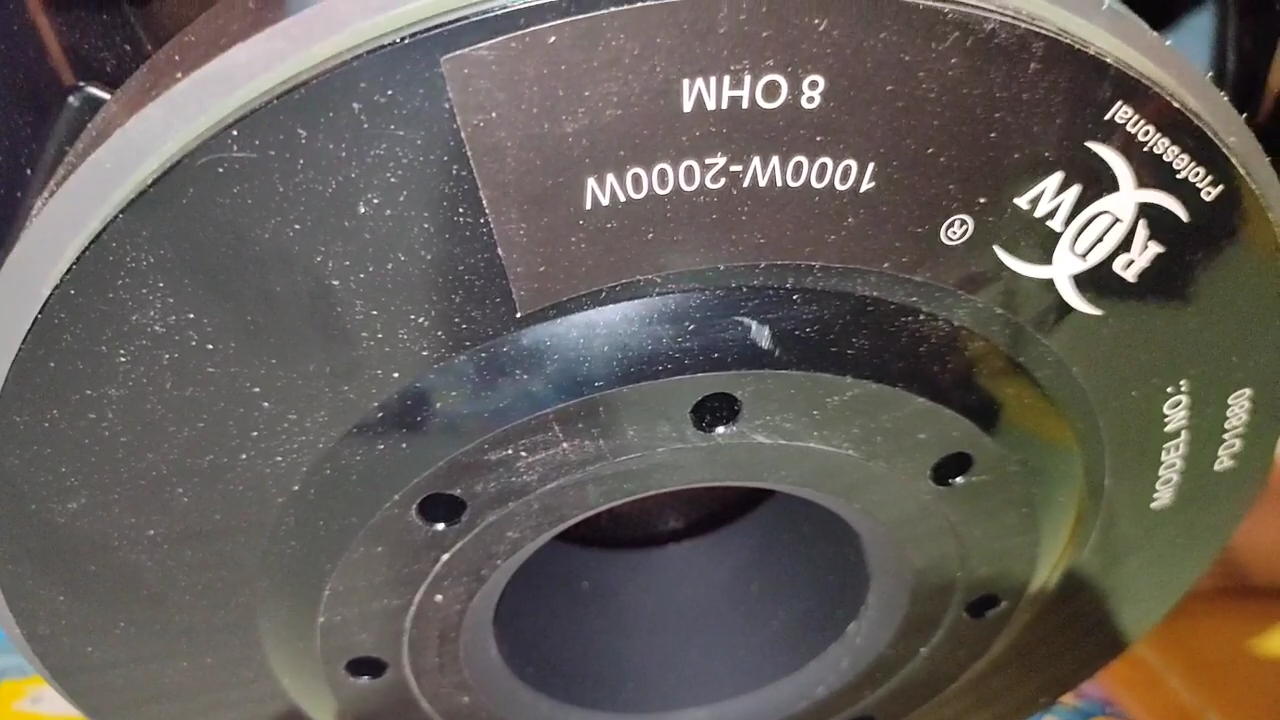 RDW
Professional
®
1000W-2000W
8 OHM
MODEL NO.:
PD1880